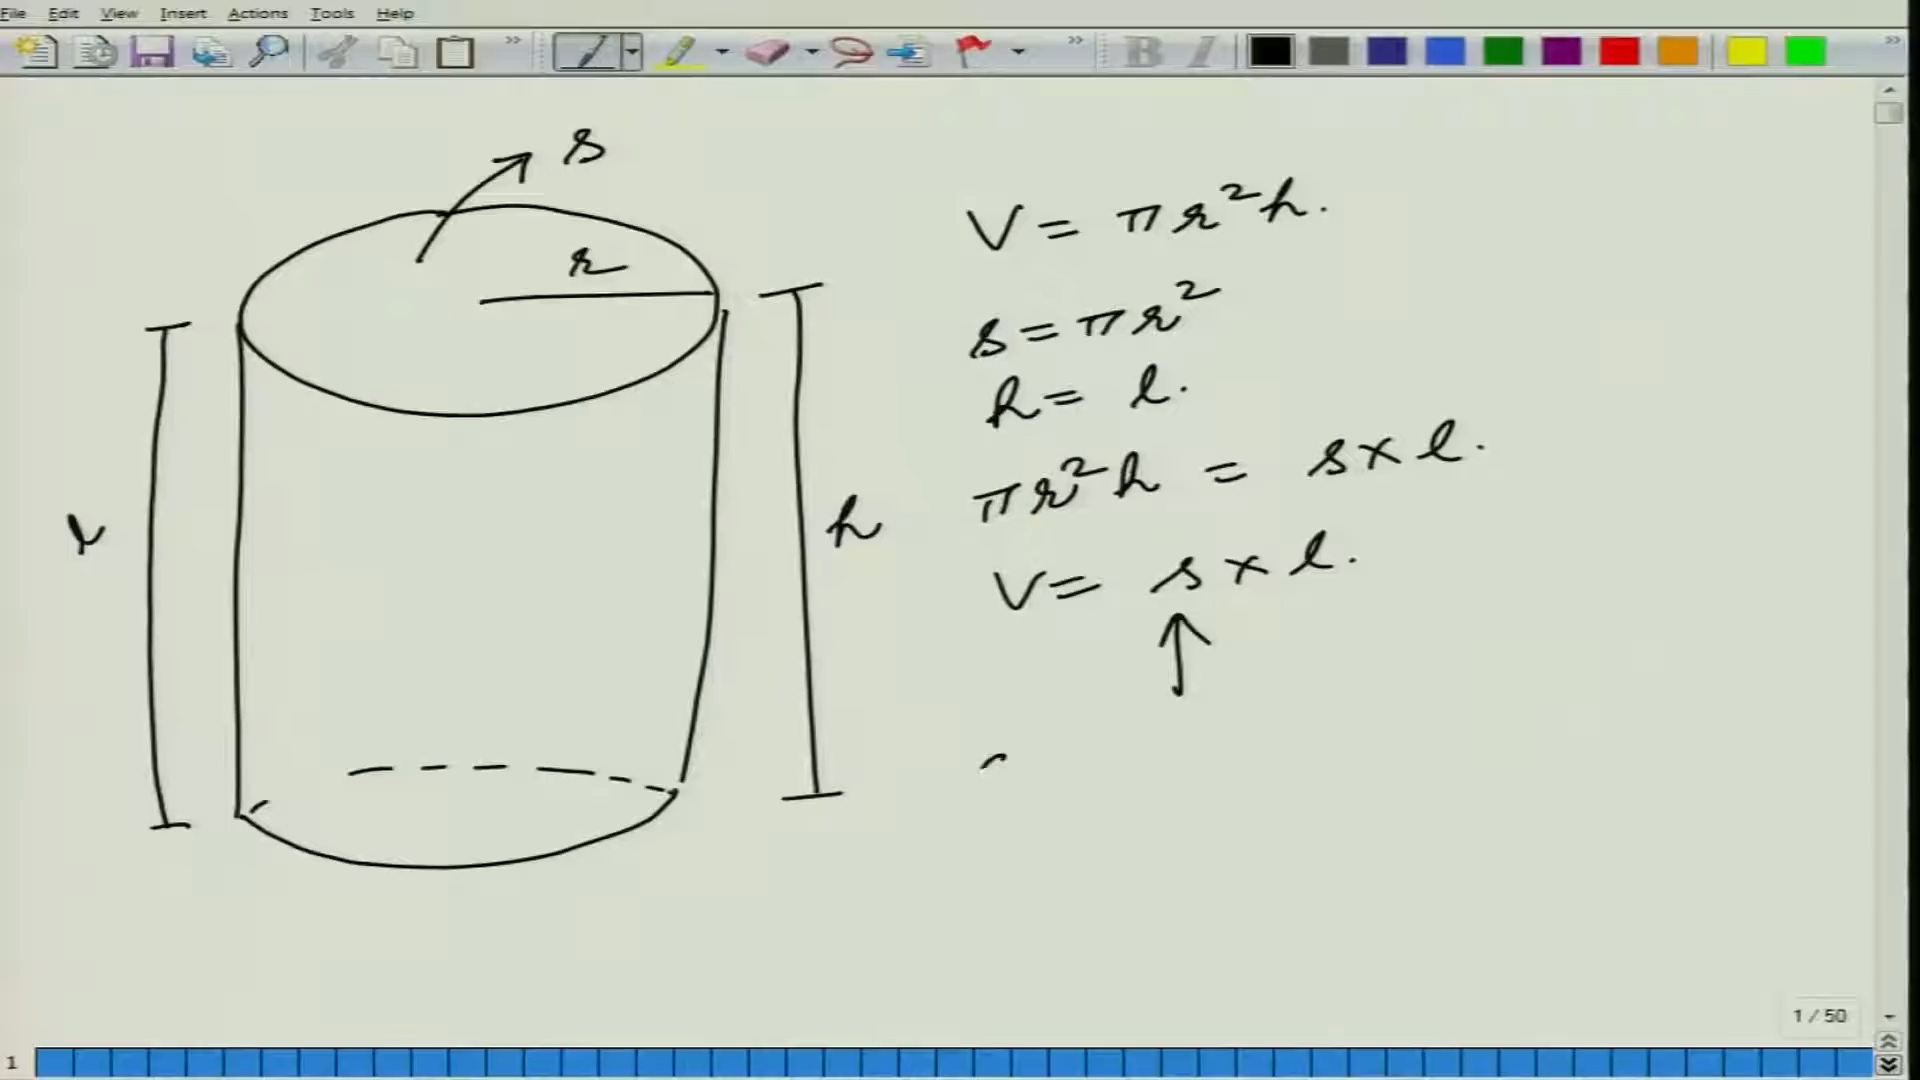 File Edit View Insert Actions Tools Help
B I
s
r
l
h
V = πr²h.
s = πr²
h = l.
πr²h = s × l.
V = s × l.
1 / 50
1